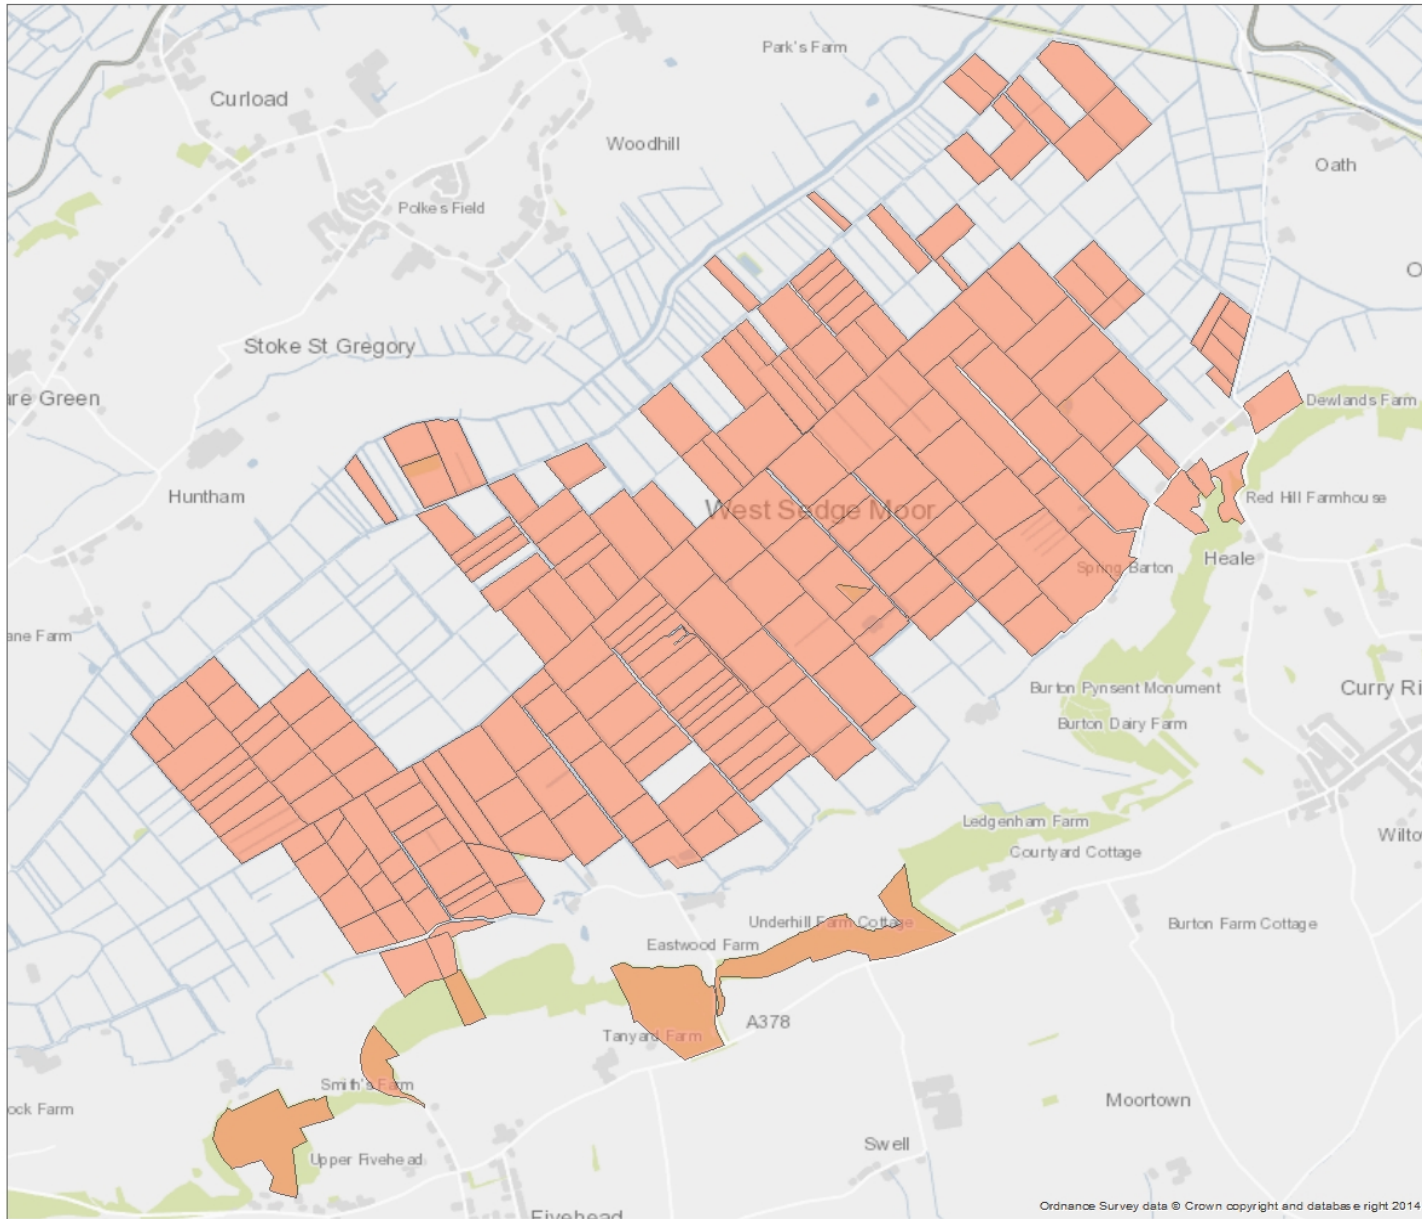 Park's Farm
Curload
Woodhill
Oath
Polke's Field
Stoke St Gregory
are Green
Dewlands Farm
Huntham
West Sedge Moor
Red Hill Farmhouse
Heale
Spring Barton
ane Farm
Burton Pynsent Monument
Curry Ri
Burton Dairy Farm
Ledgenham Farm
Wilto
Courtyard Cottage
Underhill Farm Cottage
Burton Farm Cottage
Eastwood Farm
A378
Tanyard Farm
Smith's Farm
Moortown
ock Farm
Swell
Upper Fivehead
Fivehead
Ordnance Survey data © Crown copyright and database right 2014